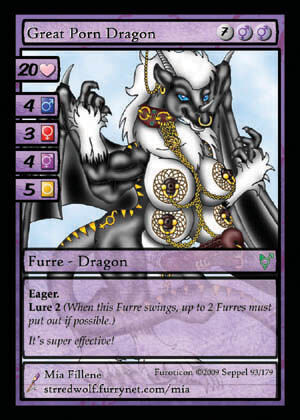 Great Porn Dragon 7
20
4
3
4
5
Furre - Dragon
Eager.
Lure 2 (When this Furre swings, up to 2 Furres must
put out if possible.)
It's super effective!
Mia Fillene Furoticon ©2009 Seppel 93/179
strredwolf.furrynet.com/mia